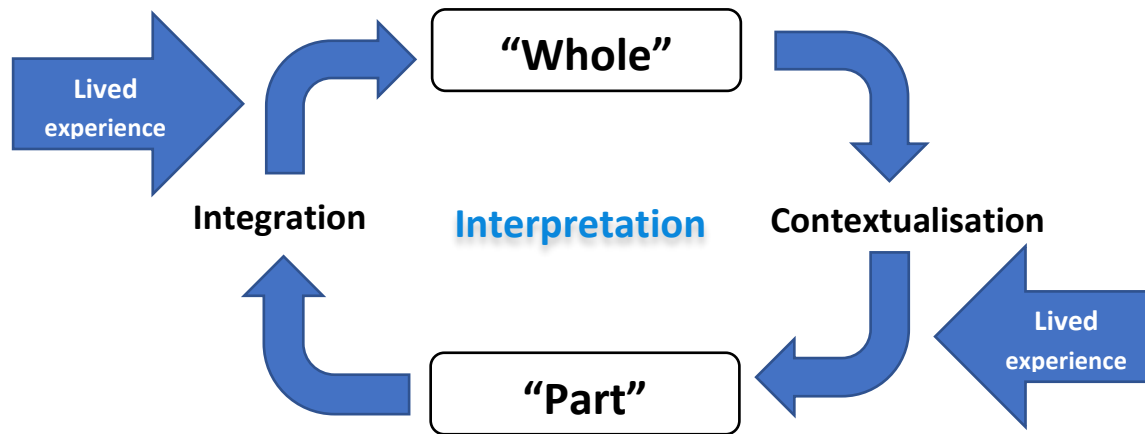 “Whole”
Lived
experience
Integration
Interpretation
Contextualisation
Lived
experience
“Part”